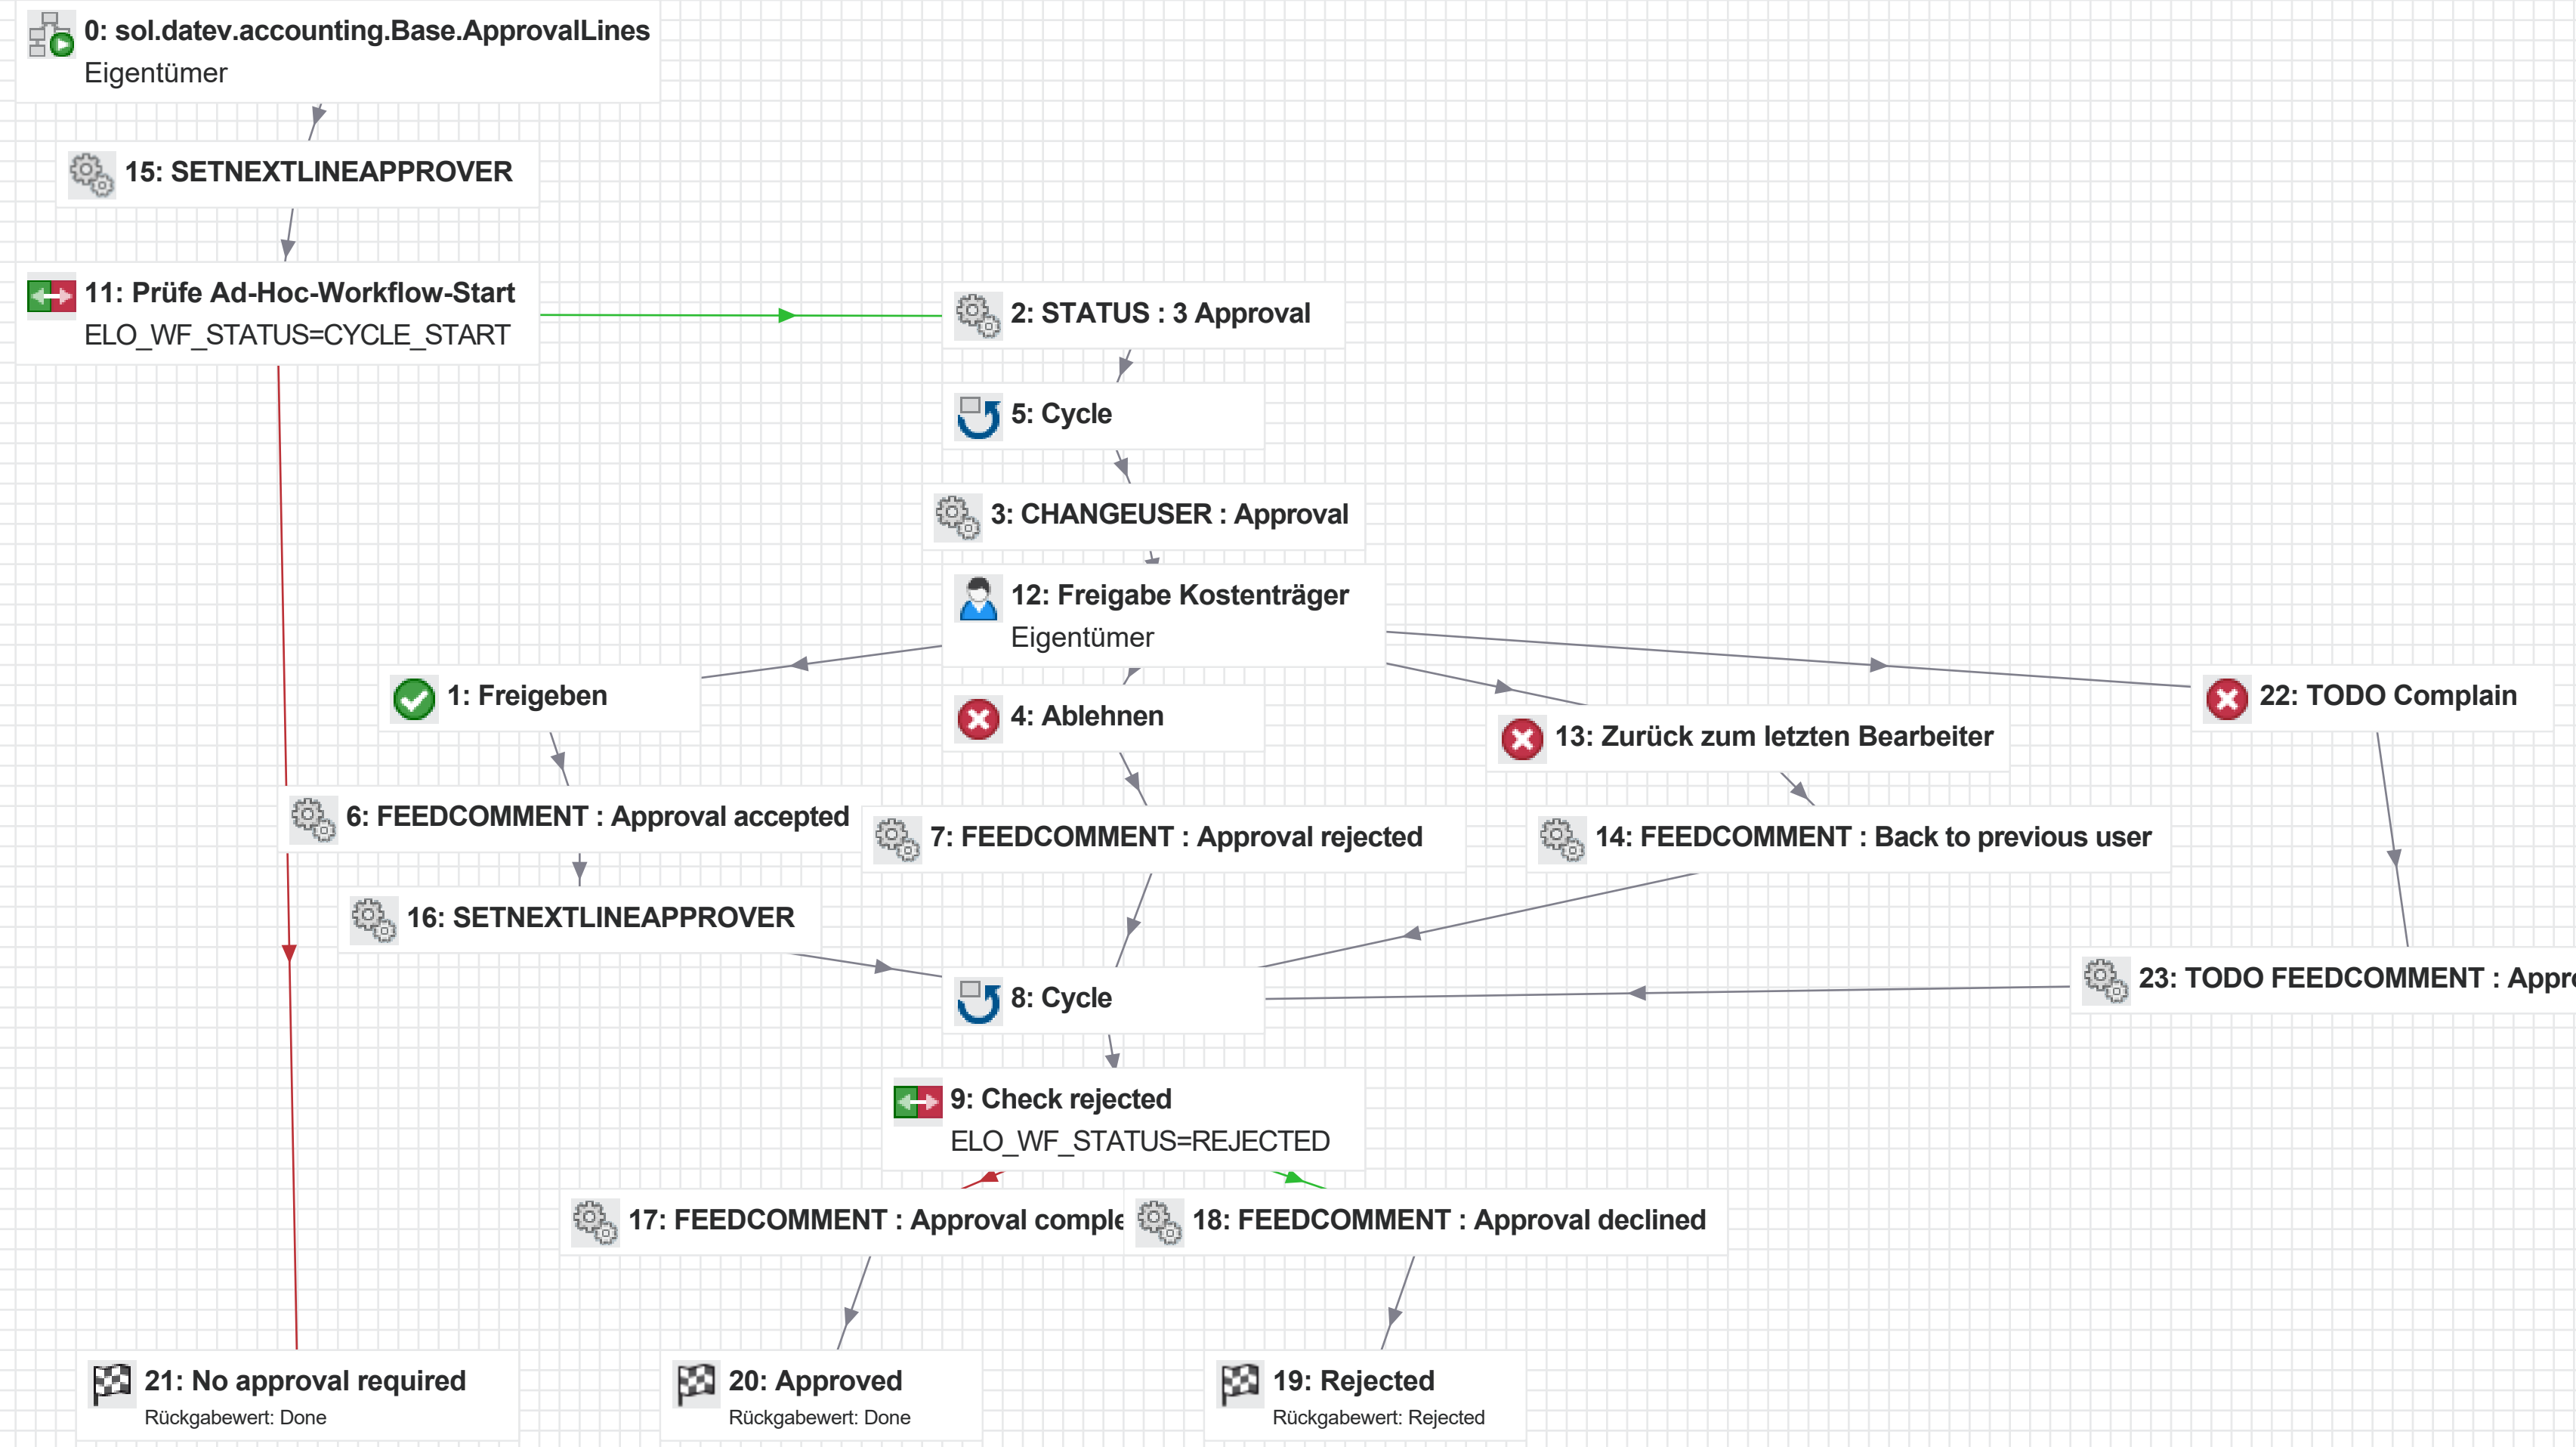 0: sol.datev.accounting.Base.ApprovalLines
Eigentümer
15: SETNEXTLINEAPPROVER
11: Prüfe Ad-Hoc-Workflow-Start
ELO_WF_STATUS=CYCLE_START
2: STATUS : 3 Approval
5: Cycle
3: CHANGEUSER : Approval
12: Freigabe Kostenträger
Eigentümer
1: Freigeben
4: Ablehnen
13: Zurück zum letzten Bearbeiter
22: TODO Complain
6: FEEDCOMMENT : Approval accepted
7: FEEDCOMMENT : Approval rejected
14: FEEDCOMMENT : Back to previous user
16: SETNEXTLINEAPPROVER
8: Cycle
23: TODO FEEDCOMMENT :
9: Check rejected
ELO_WF_STATUS=REJECTED
17: FEEDCOMMENT : Approval
18: FEEDCOMMENT : Approval declined
21: No approval required
Rückgabewert: Done
20: Approved
Rückgabewert: Done
19: Rejected
Rückgabewert: Rejected